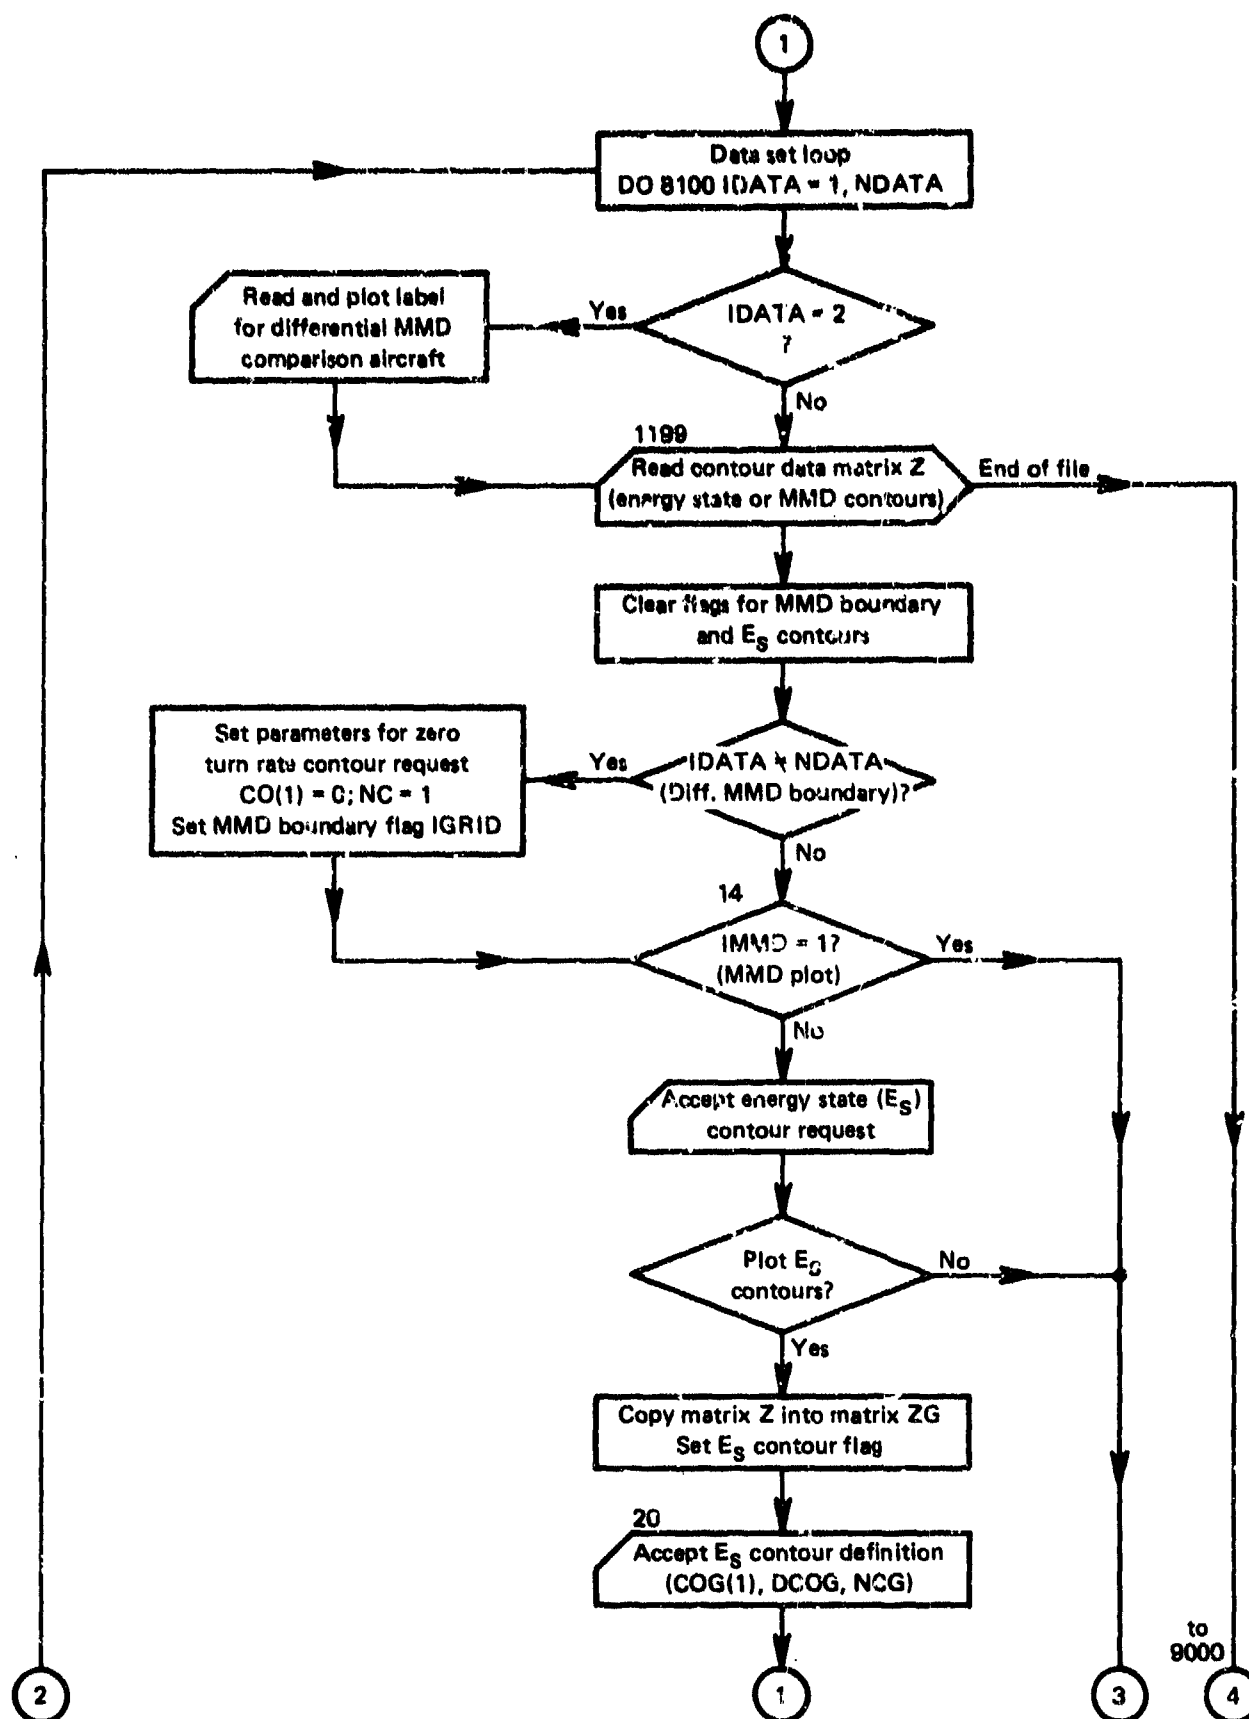 1
Data set loop
DO 8100 IDATA = 1, NDATA
Read and plot label
for differential MMD
comparison aircraft
Yes
IDATA = 2
?
No
1199
Read contour data matrix Z
(energy state or MMD contours)
End of file
Clear flags for MMD boundary
and ES contours
Set parameters for zero
turn rate contour request
CO(1) = 0; NC = 1
Set MMD boundary flag IGRID
Yes
IDATA ≠ NDATA
(Diff. MMD boundary)?
No
14
IMMD = 1?
(MMD plot)
Yes
No
Accept energy state (ES)
contour request
Plot ES
contours?
No
Yes
Copy matrix Z into matrix ZG
Set ES contour flag
20
Accept ES contour definition
(COG(1), DCOG, NCG)
to
9000
2
1
3
4